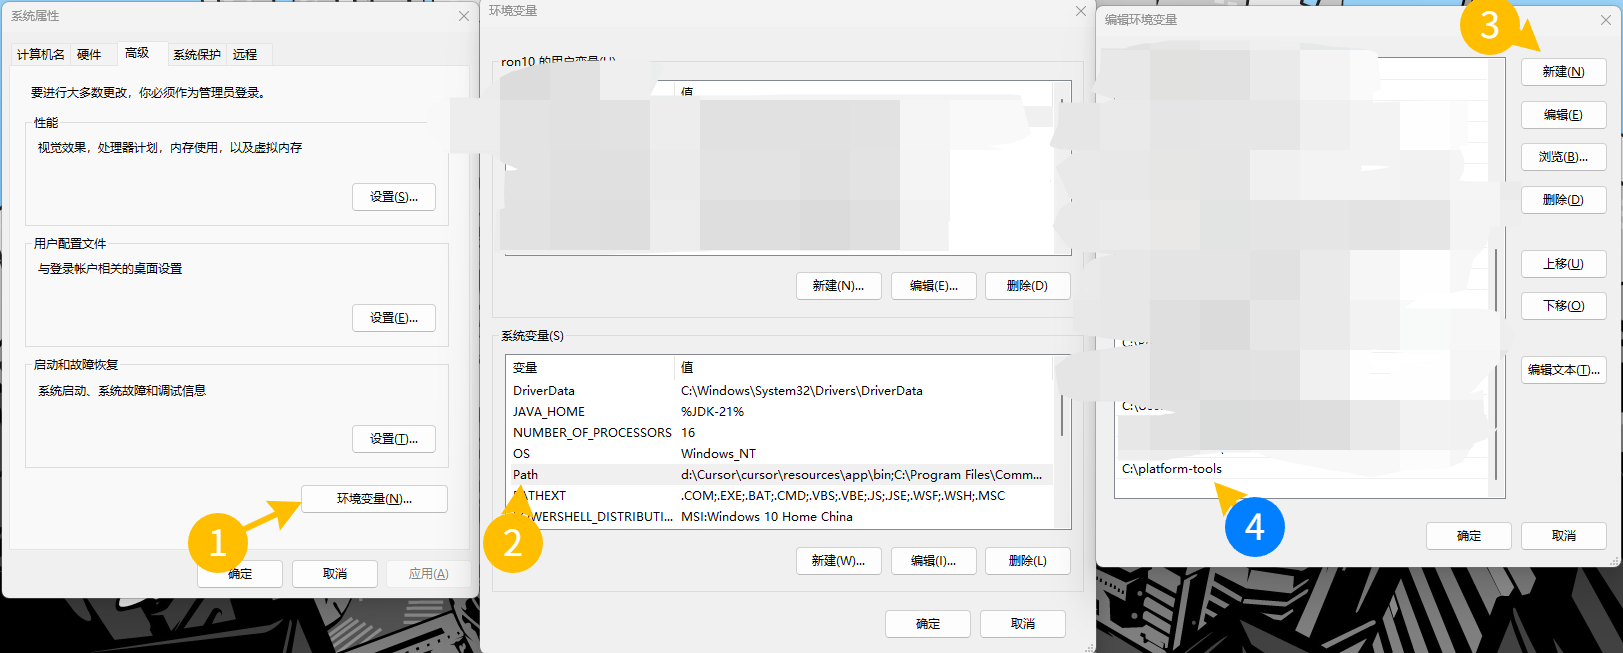 系统属性
计算机名
硬件
高级
系统保护
远程
要进行大多数更改，你必须作为管理员登录。
性能
视觉效果，处理器计划，内存使用，以及虚拟内存
设置(S)...
用户配置文件
与登录帐户相关的桌面设置
设置(E)...
启动和故障恢复
系统启动、系统故障和调试信息
设置(T)...
环境变量(N)...
1
确定
取消
应用(A)
环境变量
ron10 的用户变量(U)
值
新建(N)...
编辑(E)...
删除(D)
系统变量(S)
变量 值
DriverData C:\Windows\System32\Drivers\DriverData
JAVA_HOME %JDK-21%
NUMBER_OF_PROCESSORS 16
OS Windows_NT
Path d:\Cursor\cursor\resources\app\bin;C:\Program Files\Comm...
PATHEXT .COM;.EXE;.BAT;.CMD;.VBS;.VBE;.JS;.JSE;.WSF;.WSH;.MSC
POWERSHELL_DISTRIBUTI... MSI:Windows 10 Home China
2
新建(W)...
编辑(I)...
删除(L)
确定
取消
编辑环境变量
3
新建(N)
编辑(E)
浏览(B)...
删除(D)
上移(U)
下移(O)
编辑文本(T)...
C:\platform-tools
4
确定
取消